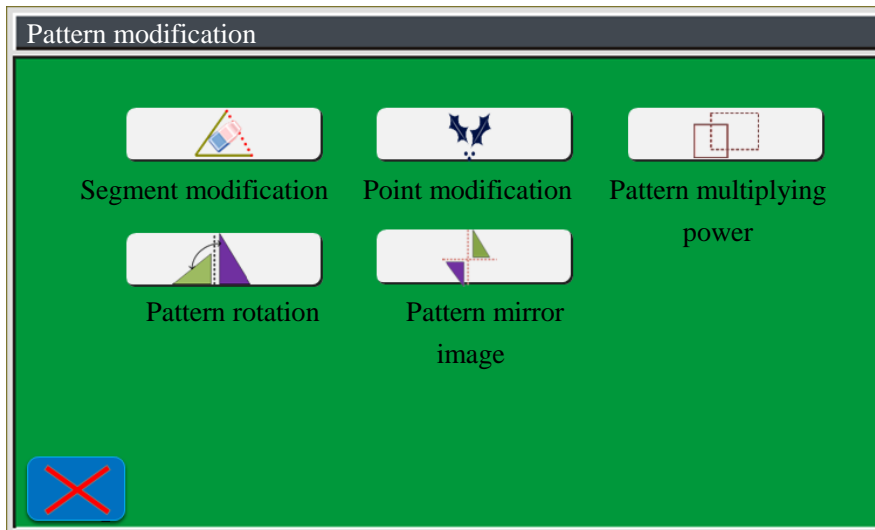 Pattern modification
Segment modification
Point modification
Pattern multiplying
power
Pattern rotation
Pattern mirror
image